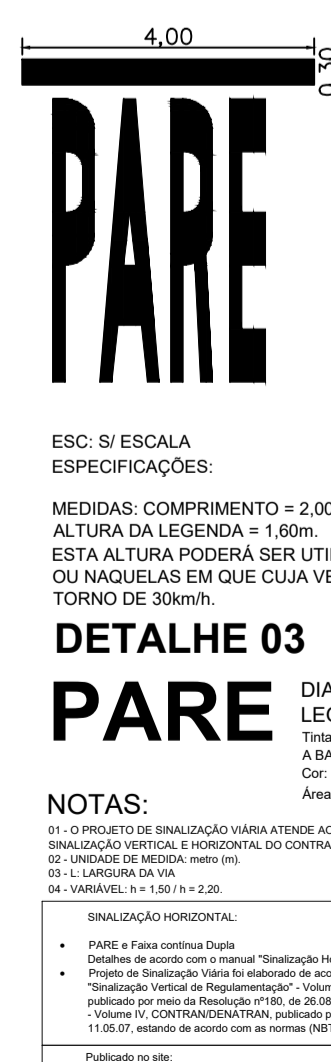 4,00
0,30
PARE
ESC: S/ ESCALA
ESPECIFICAÇÕES:
MEDIDAS: COMPRIMENTO = 2,00
ALTURA DA LEGENDA = 1,60m.
ESTA ALTURA PODERÁ SER UTI
OU NAQUELAS EM QUE CUJA VE
TORNO DE 30km/h.
DETALHE 03
PARE
DIA
LEG
Tinta
A BA
Cor:
Área
NOTAS:
01 - O PROJETO DE SINALIZAÇÃO VIÁRIA ATENDE AO
SINALIZAÇÃO VERTICAL E HORIZONTAL DO CONTRA
02 - UNIDADE DE MEDIDA: metro (m).
03 - L: LARGURA DA VIA
04 - VARIÁVEL: h = 1,50 / h = 2,20.
SINALIZAÇÃO HORIZONTAL:
• PARE e Faixa contínua Dupla
Detalhes de acordo com o manual "Sinalização Ho
• Projeto de Sinalização Viária foi elaborado de aco
"Sinalização Vertical de Regulamentação" - Volum
publicado por meio da Resolução nº180, de 26.08
- Volume IV, CONTRAN/DENATRAN, publicado p
11.05.07, estando de acordo com as normas (NBT
Publicado no site: